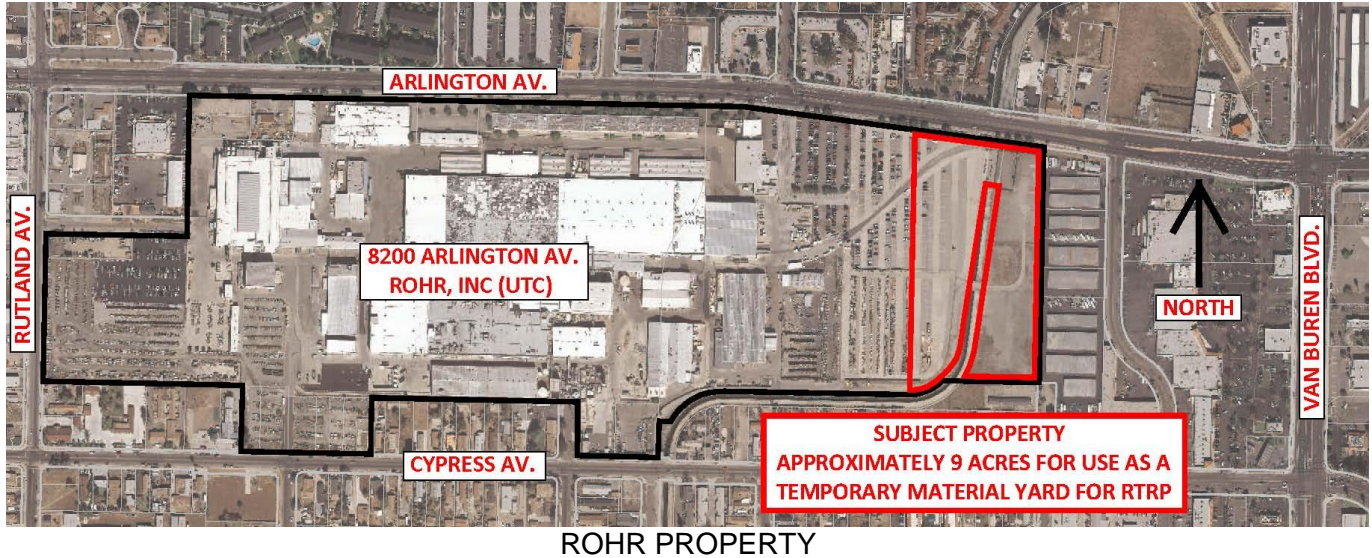 ARLINGTON AV.
RUTLAND AV.
8200 ARLINGTON AV.
ROHR, INC (UTC)
NORTH
VAN BUREN BLVD.
CYPRESS AV.
SUBJECT PROPERTY
APPROXIMATELY 9 ACRES FOR USE AS A
TEMPORARY MATERIAL YARD FOR RTRP
ROHR PROPERTY